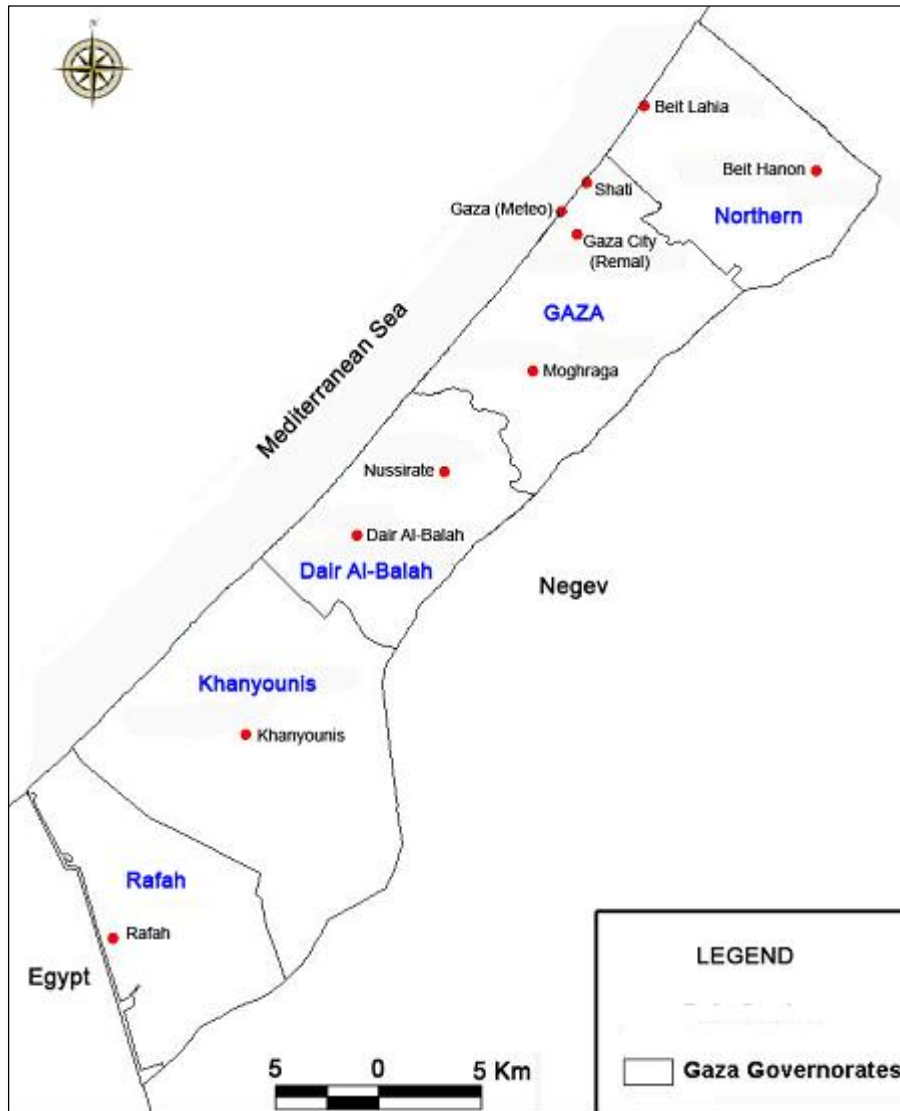 N
Beit Lahia
Beit Hanon
Shati
Gaza (Meteo)
Northern
Gaza City
(Remal)
GAZA
Mediterranean Sea
Moghraga
Nussirate
Dair Al-Balah
Dair Al-Balah
Negev
Khanyounis
Khanyounis
Rafah
Rafah
Egypt
LEGEND
5 0 5 Km
Gaza Governorates